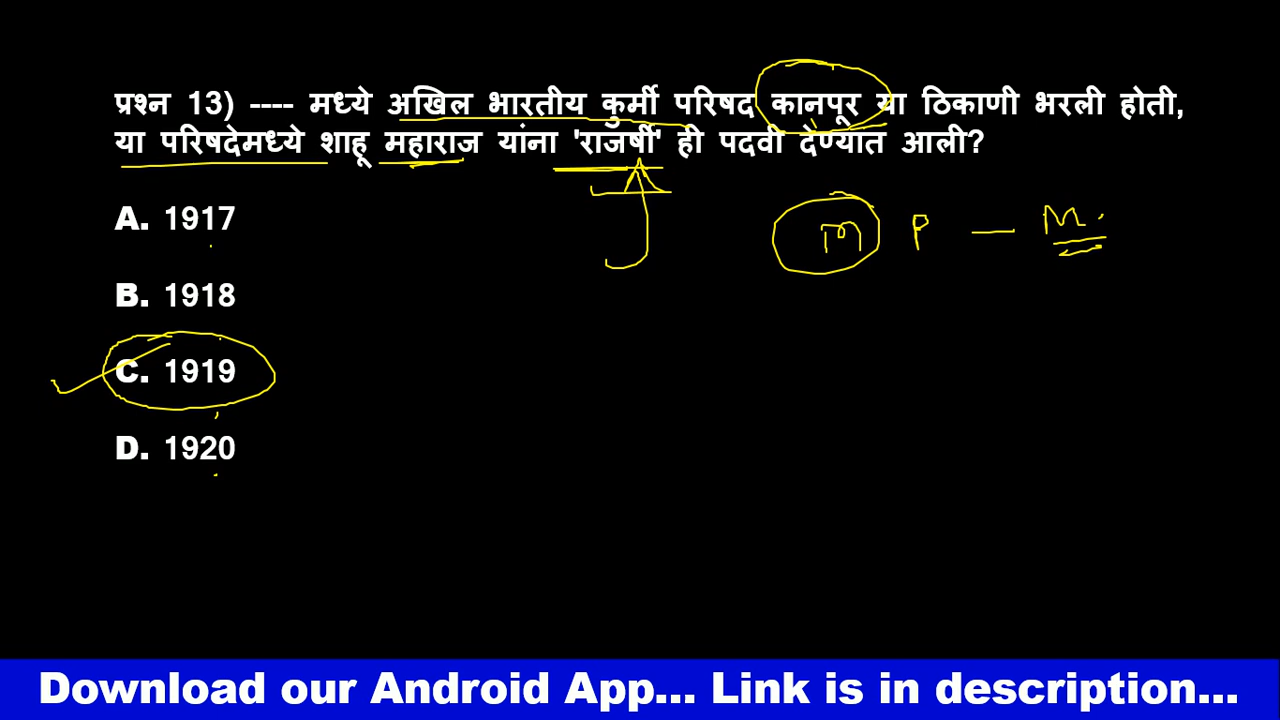 प्रश्न 13) ---- मध्ये अखिल भारतीय कुर्मी परिषद कानपूर या ठिकाणी भरली होती,
या परिषदेमध्ये शाहू महाराज यांना 'राजर्षी' ही पदवी देण्यात आली?
A. 1917
B. 1918
C. 1919
D. 1920
m P — M.
Download our Android App... Link is in description...